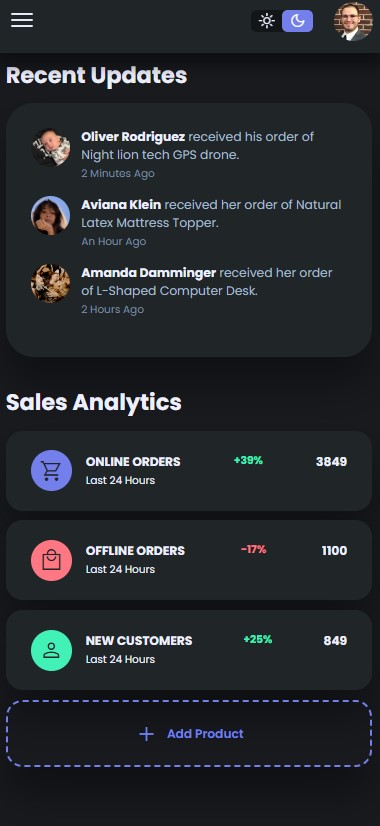 Recent Updates
Oliver Rodriguez received his order of
Night lion tech GPS drone.
2 Minutes Ago
Aviana Klein received her order of Natural
Latex Mattress Topper.
An Hour Ago
Amanda Damminger received her order
of L-Shaped Computer Desk.
2 Hours Ago
Sales Analytics
ONLINE ORDERS +39% 3849
Last 24 Hours
OFFLINE ORDERS -17% 1100
Last 24 Hours
NEW CUSTOMERS +25% 849
Last 24 Hours
Add Product